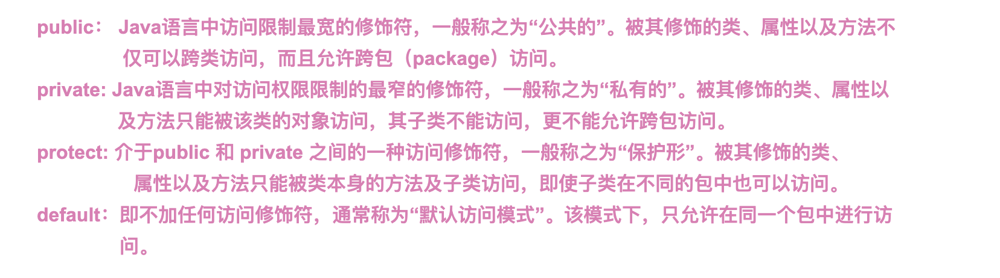 public： Java语言中访问限制最宽的修饰符，一般称之为“公共的”。被其修饰的类、属性以及方法不
仅可以跨类访问，而且允许跨包（package）访问。
private: Java语言中对访问权限限制的最窄的修饰符，一般称之为“私有的”。被其修饰的类、属性以
及方法只能被该类的对象访问，其子类不能访问，更不能允许跨包访问。
protect: 介于public 和 private 之间的一种访问修饰符，一般称之为“保护形”。被其修饰的类、
属性以及方法只能被类本身的方法及子类访问，即使子类在不同的包中也可以访问。
default：即不加任何访问修饰符，通常称为“默认访问模式”。该模式下，只允许在同一个包中进行访
问。